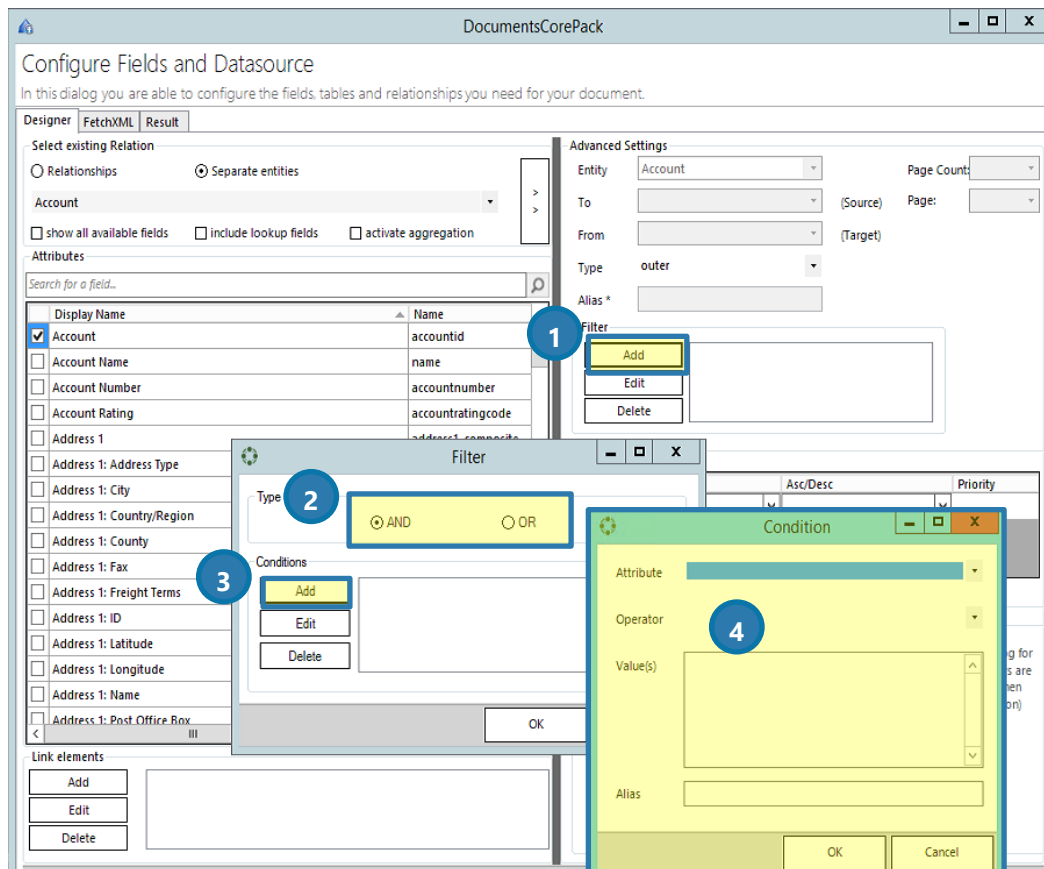 DocumentsCorePack
Configure Fields and Datasource
In this dialog you are able to configure the fields, tables and relationships you need for your document.
Designer FetchXML Result
Select existing Relation
Relationships Separate entities
Account
> >
show all available fields include lookup fields activate aggregation
Attributes
Search for a field...
Display Name Name
Account accountid
Account Name name
Account Number accountnumber
Account Rating accountratingcode
Address 1 address1_composite
Address 1: Address Type
Address 1: City
Address 1: Country/Region
Address 1: County
Address 1: Fax
Address 1: Freight Terms
Address 1: ID
Address 1: Latitude
Address 1: Longitude
Address 1: Name
Address 1: Post Office Box
Link elements
Add
Edit
Delete
Advanced Settings
Entity Account Page Count:
To (Source) Page:
From (Target)
Type outer
Alias *
Filter
1
Add
Edit
Delete
Asc/Desc Priority
Filter
Type
2
AND OR
Conditions
3
Add
Edit
Delete
OK
Condition
Attribute
Operator
4
Value(s)
Alias
OK Cancel
g for
s are
on)